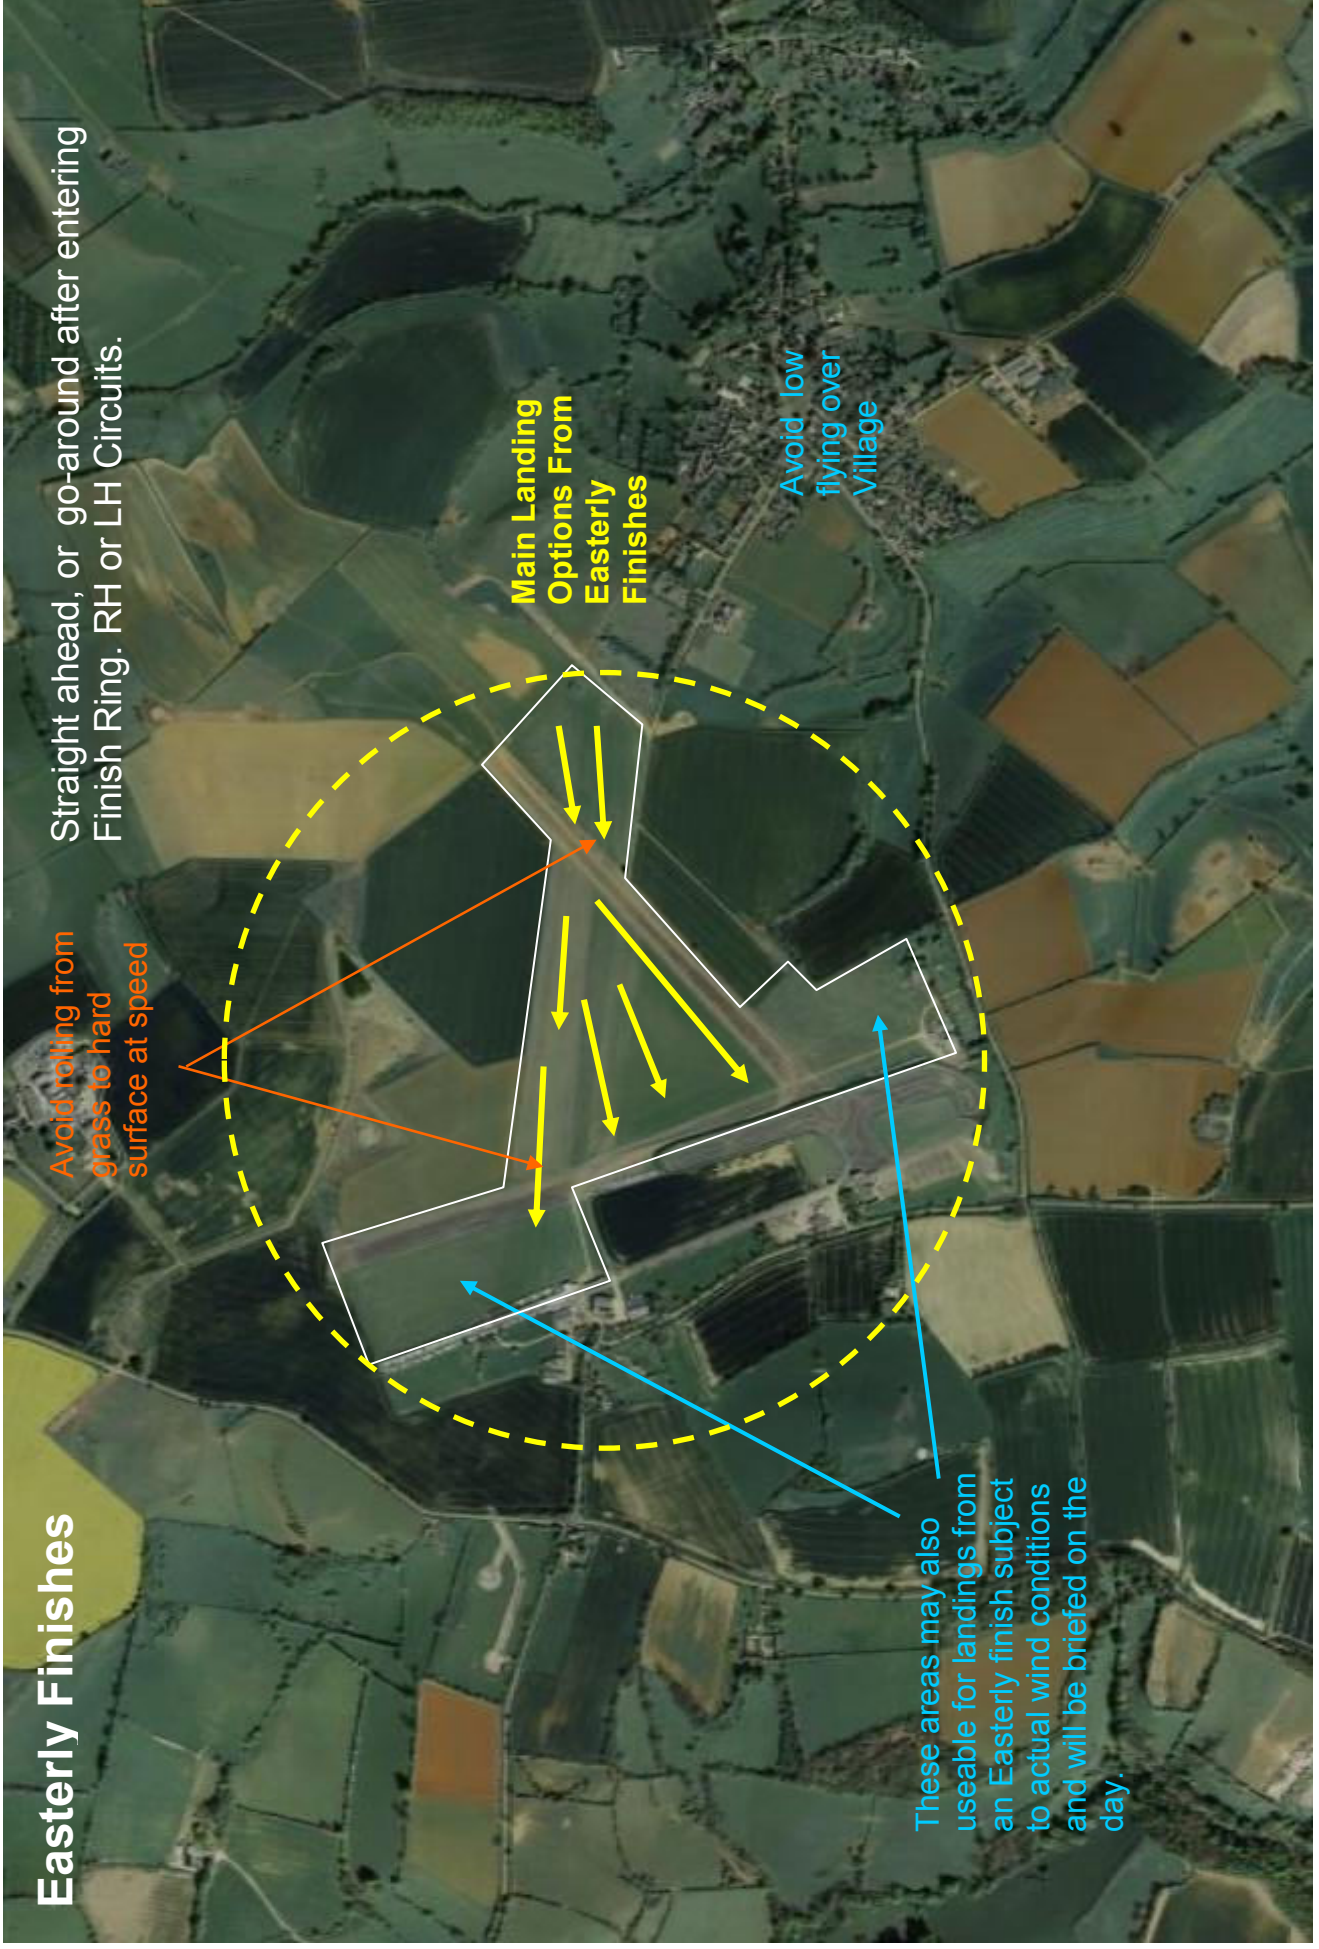 Easterly Finishes
Straight ahead, or go-around after entering
Finish Ring. RH or LH Circuits.
Avoid rolling from
grass to hard
surface at speed
Main Landing
Options From
Easterly
Finishes
Avoid low
flying over
Village
These areas may also
useable for landings from
an Easterly finish subject
to actual wind conditions
and will be briefed on the
day.